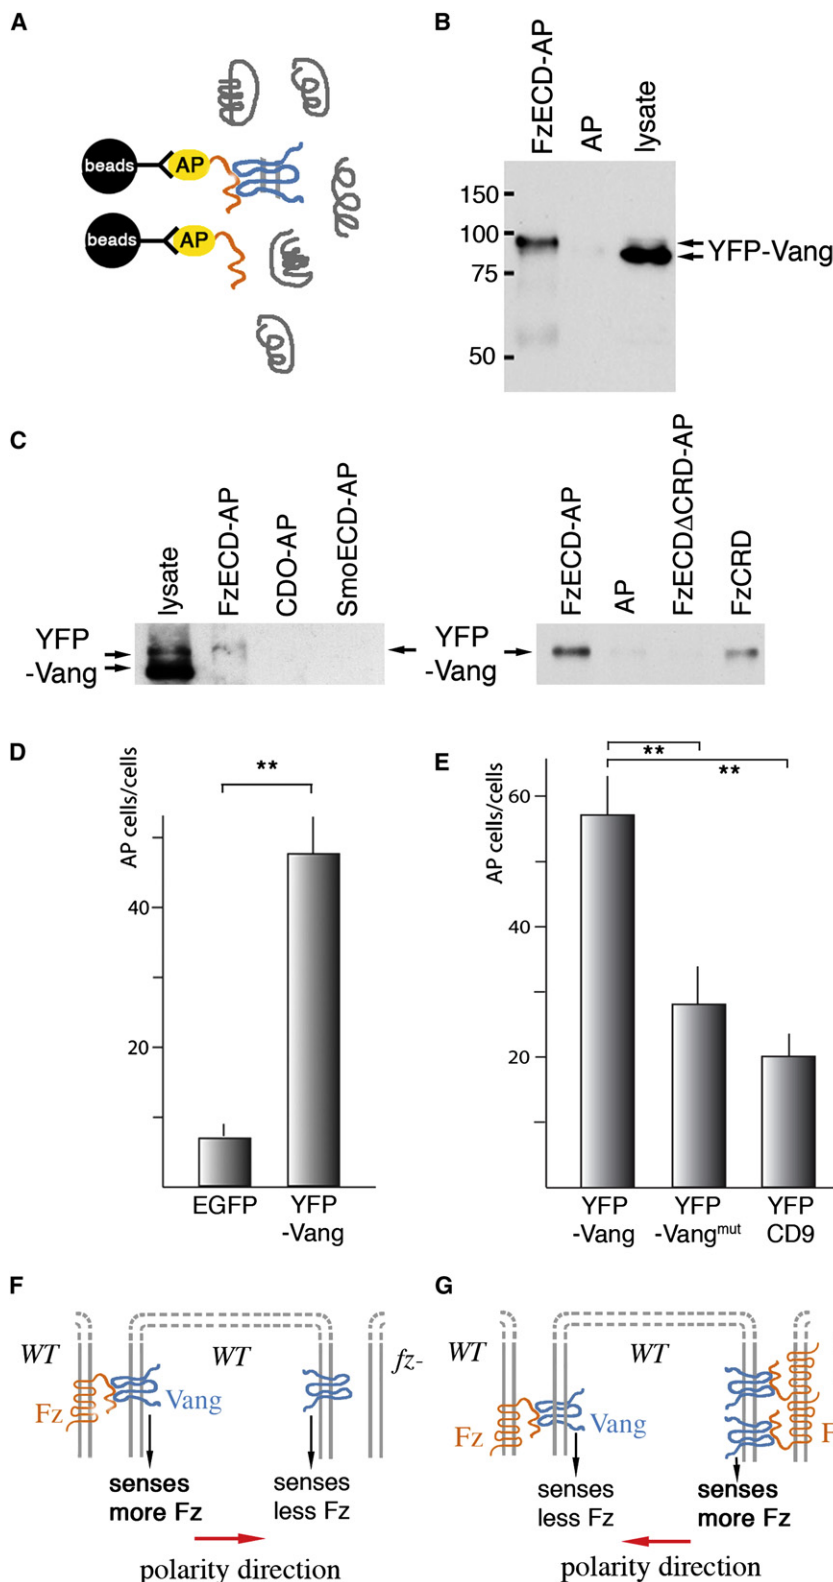 A
beads
AP
beads
AP
B
FzECD-AP
AP
lysate
150
100
75
50
YFP-Vang
C
lysate
FzECD-AP
CDO-AP
SmoECD-AP
YFP
-Vang
YFP
-Vang
FzECD-AP
AP
FzECDΔCRD-AP
FzCRD
D
AP cells/cells
**
40
20
EGFP
YFP
-Vang
E
AP cells/cells
**
**
60
40
20
YFP
-Vang
YFP
-Vangmut
YFP
CD9
F
WT
WT
fz-
Fz
Vang
senses
more Fz
senses
less Fz
polarity direction
G
WT
WT
Fz
Vang
F
senses
less Fz
senses
more Fz
polarity direction